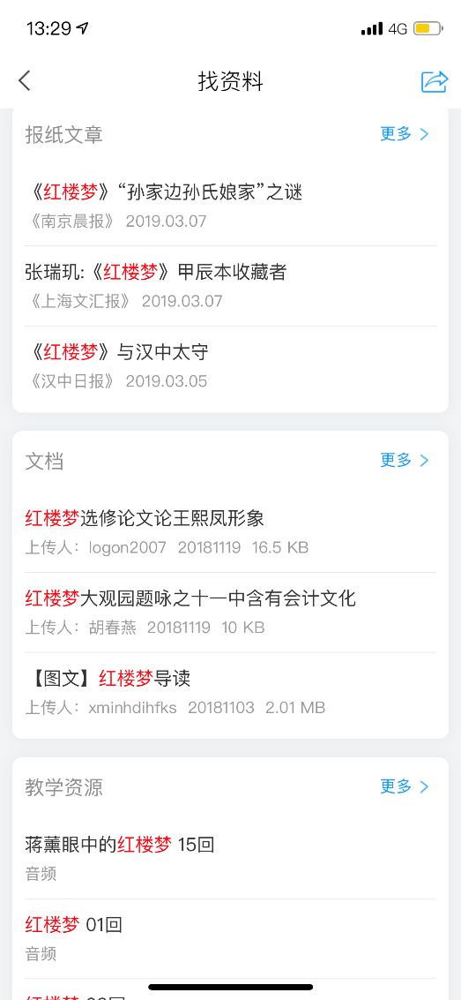 13:29
4G
找资料
报纸文章
更多
《红楼梦》“孙家边孙氏娘家”之谜
《南京晨报》 2019.03.07
张瑞玑:《红楼梦》甲辰本收藏者
《上海文汇报》 2019.03.07
《红楼梦》与汉中太守
《汉中日报》 2019.03.05
文档
更多
红楼梦选修论文论王熙凤形象
上传人：logon2007 20181119 16.5 KB
红楼梦大观园题咏之十一中含有会计文化
上传人：胡春燕 20181119 10 KB
【图文】红楼梦导读
上传人：xminhdihfks 20181103 2.01 MB
教学资源
更多
蒋薰眼中的红楼梦 15回
音频
红楼梦 01回
音频